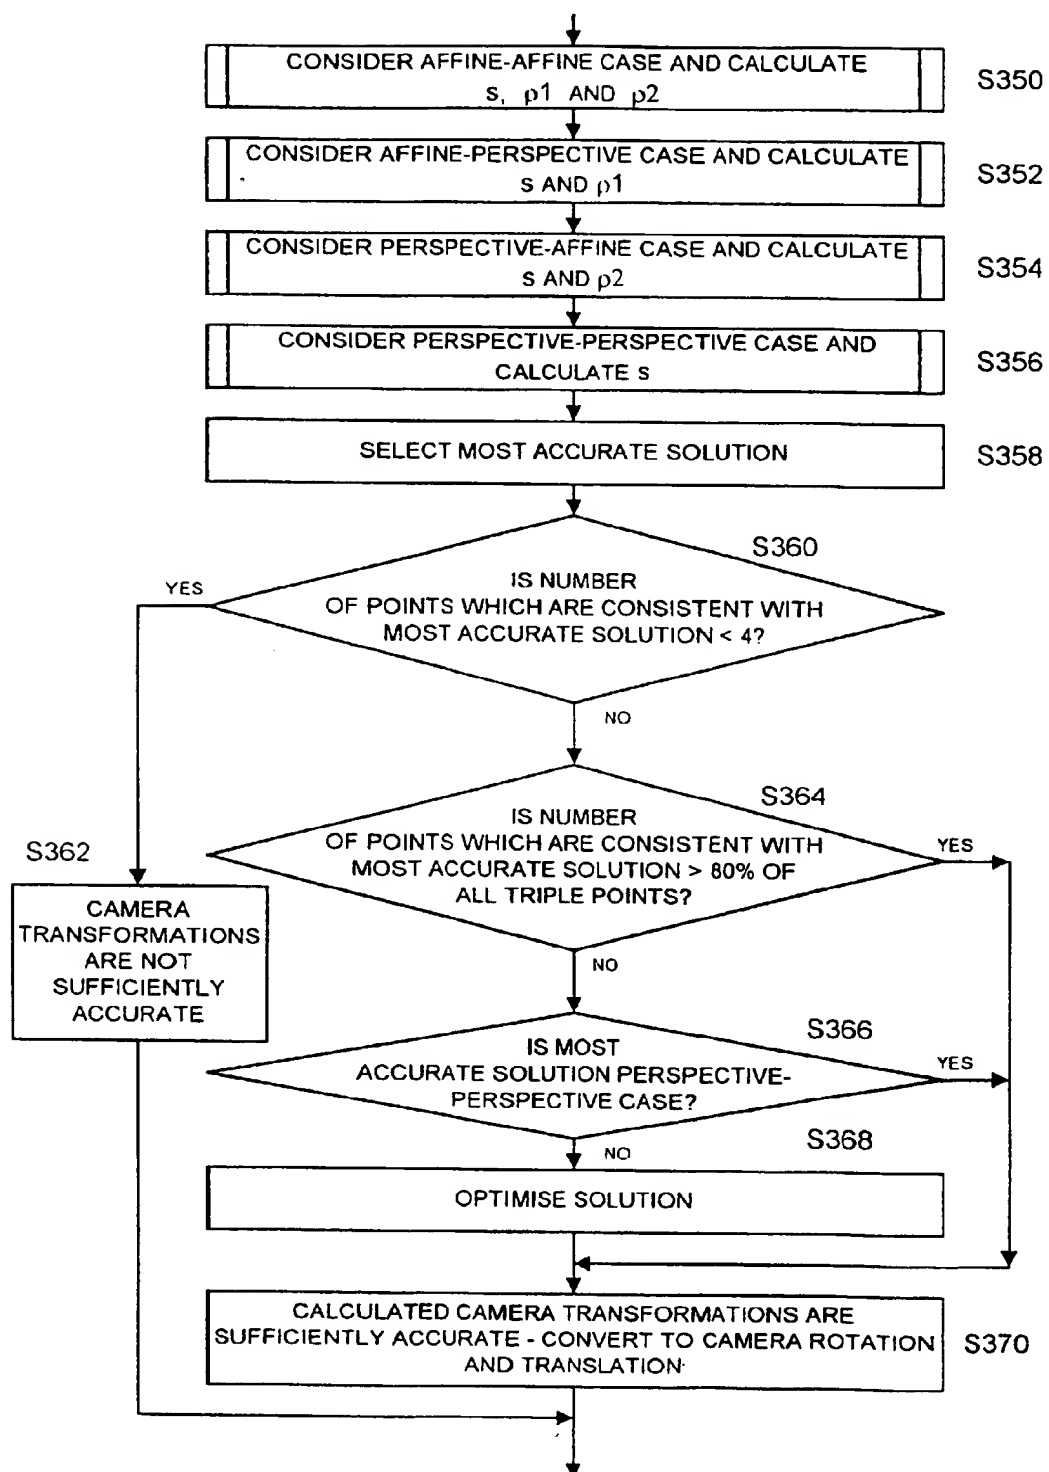 CONSIDER AFFINE-AFFINE CASE AND CALCULATE
s, ρ1 AND ρ2
S350
CONSIDER AFFINE-PERSPECTIVE CASE AND CALCULATE
s AND ρ1
S352
CONSIDER PERSPECTIVE-AFFINE CASE AND CALCULATE
s AND ρ2
S354
CONSIDER PERSPECTIVE-PERSPECTIVE CASE AND
CALCULATE s
S356
SELECT MOST ACCURATE SOLUTION
S358
S360
YES
IS NUMBER
OF POINTS WHICH ARE CONSISTENT WITH
MOST ACCURATE SOLUTION < 4?
NO
S364
IS NUMBER
OF POINTS WHICH ARE CONSISTENT WITH
MOST ACCURATE SOLUTION > 80% OF
ALL TRIPLE POINTS?
YES
NO
S362
CAMERA
TRANSFORMATIONS
ARE NOT
SUFFICIENTLY
ACCURATE
S366
IS MOST
ACCURATE SOLUTION PERSPECTIVE-
PERSPECTIVE CASE?
YES
NO
S368
OPTIMISE SOLUTION
CALCULATED CAMERA TRANSFORMATIONS ARE
SUFFICIENTLY ACCURATE - CONVERT TO CAMERA ROTATION
AND TRANSLATION
S370